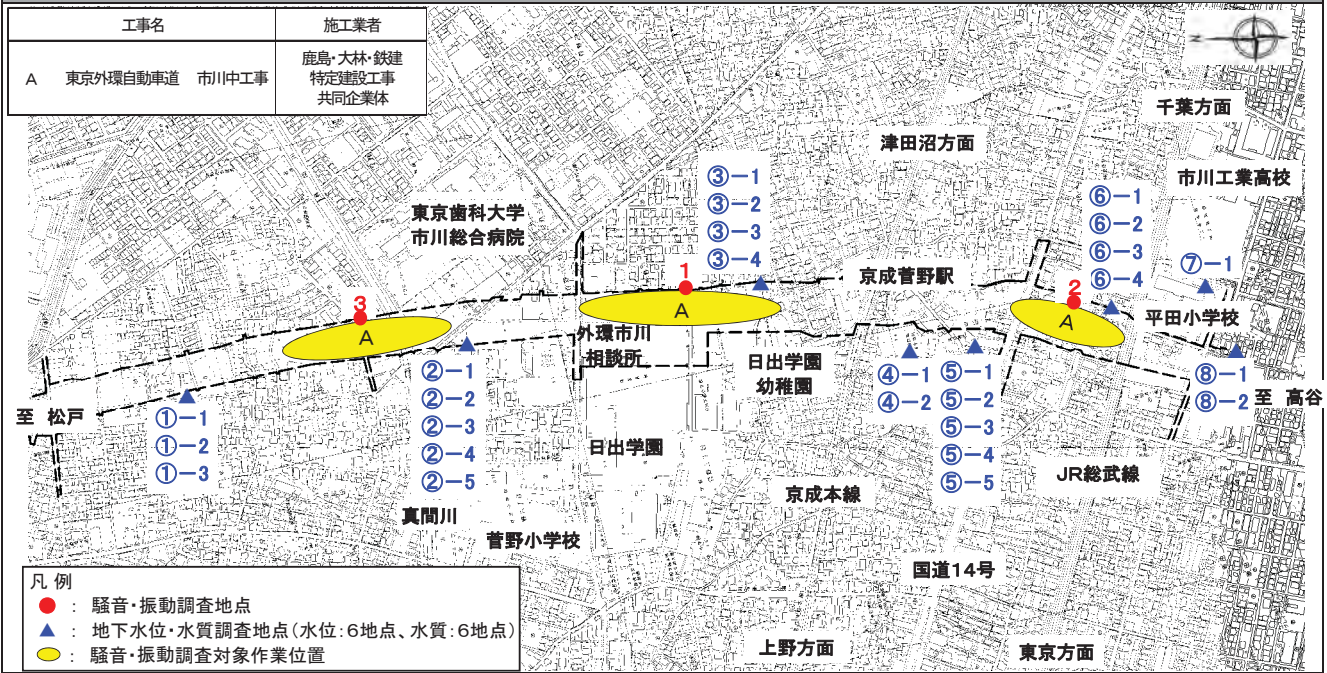 工事名 施工業者
A 東京外環自動車道 市川中工事
鹿島・大林・鉄建
特定建設工事
共同企業体
N
千葉方面
津田沼方面
市川工業高校
東京歯科大学
市川総合病院
③-1
③-2
③-3
③-4
⑥-1
⑥-2
⑥-3
⑥-4
⑦-1
京成菅野駅
1
2
3
A
A
A
平田小学校
外環市川
相談所
日出学園
幼稚園
④-1
④-2
⑤-1
⑤-2
⑤-3
⑤-4
⑤-5
⑧-1
⑧-2
至 高谷
至 松戸
①-1
①-2
①-3
②-1
②-2
②-3
②-4
②-5
日出学園
JR総武線
京成本線
真間川
菅野小学校
国道14号
上野方面
東京方面
凡 例
: 騒音・振動調査地点
: 地下水位・水質調査地点(水位:6地点、水質:6地点)
: 騒音・振動調査対象作業位置